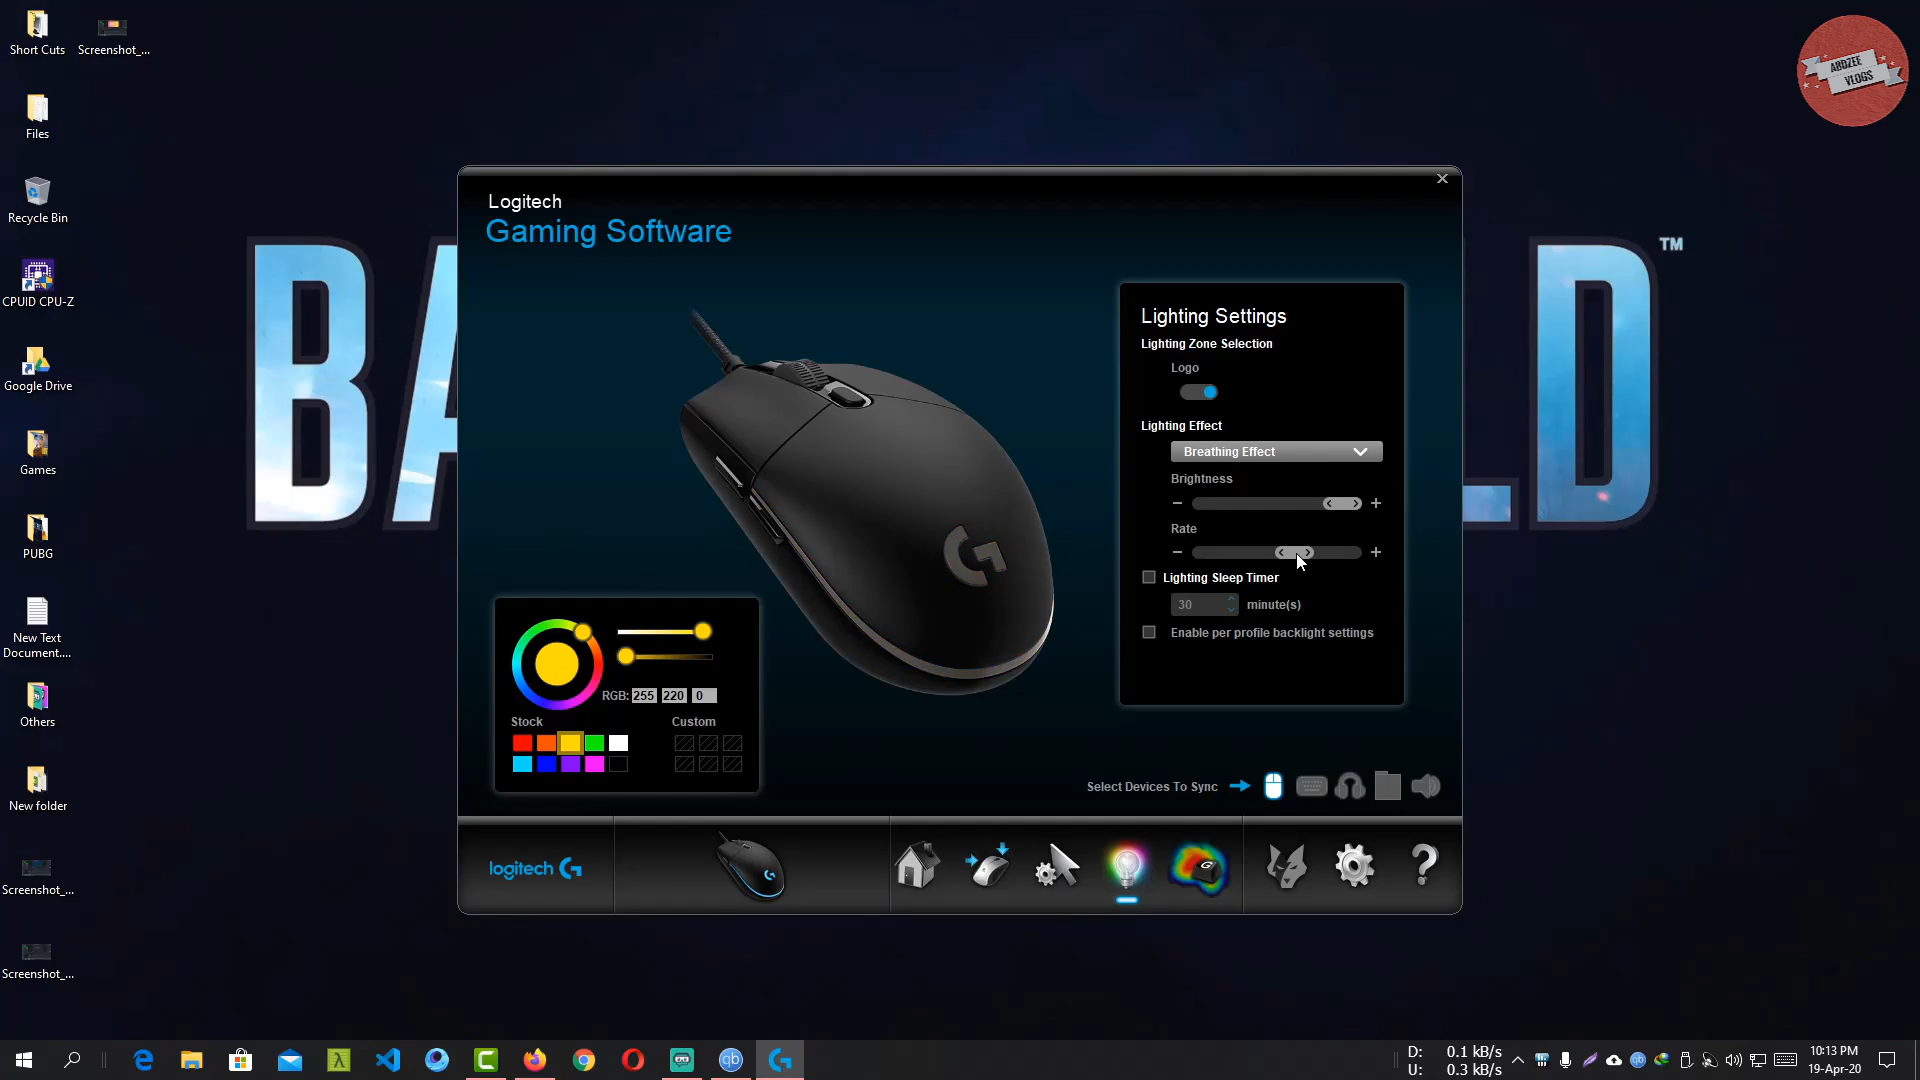 Short Cuts
Screenshot_...
Files
Recycle Bin
CPUID CPU-Z
Google Drive
Games
PUBG
New Text
Document....
Others
New folder
Screenshot_...
Screenshot_...
ABDZEE
VLOGS
BA
LD
TM
Logitech
Gaming Software
Lighting Settings
Lighting Zone Selection
Logo
Lighting Effect
Breathing Effect
Brightness
Rate
Lighting Sleep Timer
30 minute(s)
Enable per profile backlight settings
RGB: 255 220 0
Stock
Custom
Select Devices To Sync
logitech G
D: 0.1 kB/s
U: 0.3 kB/s
10:13 PM
19-Apr-20